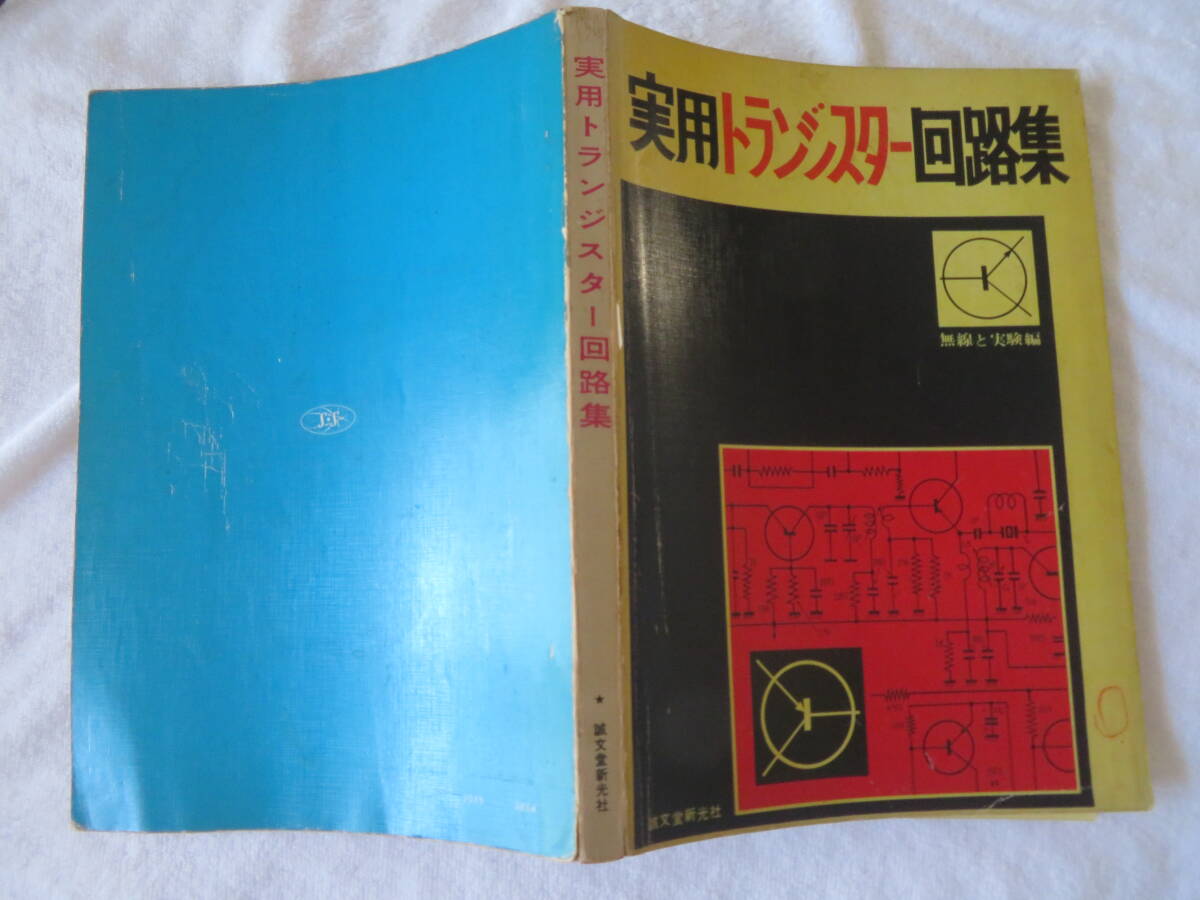 実用トランジスター回路集
無線と実験編
誠文堂新光社
実用トランジスター回路集
★ 誠文堂新光社